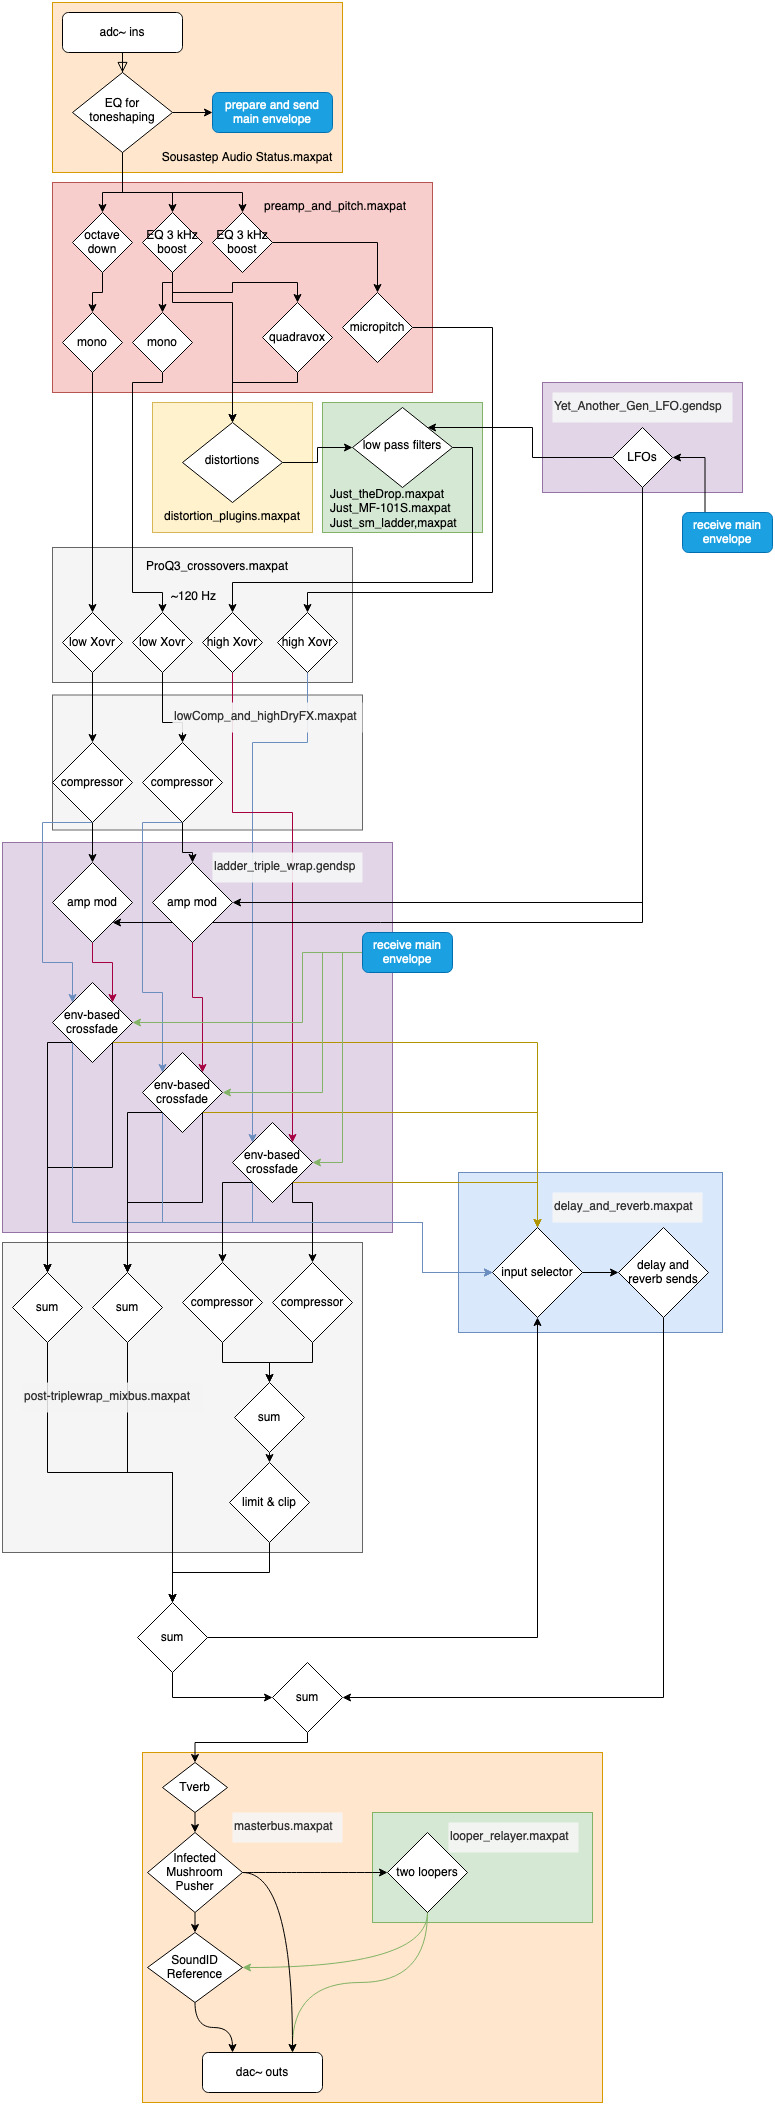 adc~ ins
EQ for
toneshaping
prepare and send
main envelope
Sousastep Audio Status.maxpat
preamp_and_pitch.maxpat
octave
down
EQ 3 kHz
boost
EQ 3 kHz
boost
mono
mono
quadravox
micropitch
Yet_Another_Gen_LFO.gendsp
LFOs
receive main
envelope
distortions
distortion_plugins.maxpat
low pass filters
Just_theDrop.maxpat
Just_MF-101S.maxpat
Just_sm_ladder,maxpat
ProQ3_crossovers.maxpat
~120 Hz
low Xovr
low Xovr
high Xovr
high Xovr
lowComp_and_highDryFX.maxpat
compressor
compressor
ladder_triple_wrap.gendsp
amp mod
amp mod
receive main
envelope
env-based
crossfade
env-based
crossfade
env-based
crossfade
delay_and_reverb.maxpat
input selector
delay and
reverb sends
sum
sum
compressor
compressor
post-triplewrap_mixbus.maxpat
sum
limit & clip
sum
sum
Tverb
masterbus.maxpat
looper_relayer.maxpat
Infected
Mushroom
Pusher
two loopers
SoundID
Reference
dac~ outs